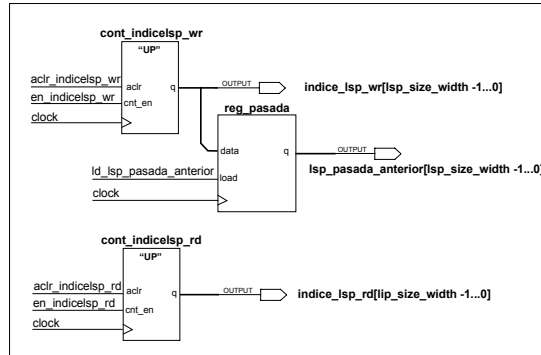 cont_indicelsp_wr
"UP"
aclr_indicelsp_wr
aclr
q
OUTPUT
indice_lsp_wr[lsp_size_width -1...0]
en_indicelsp_wr
cnt_en
clock
reg_pasada
data
q
OUTPUT
lsp_pasada_anterior[lsp_size_width -1...0]
ld_lsp_pasada_anterior
load
clock
cont_indicelsp_rd
"UP"
aclr_indicelsp_rd
aclr
q
OUTPUT
indice_lsp_rd[lip_size_width -1...0]
en_indicelsp_rd
cnt_en
clock